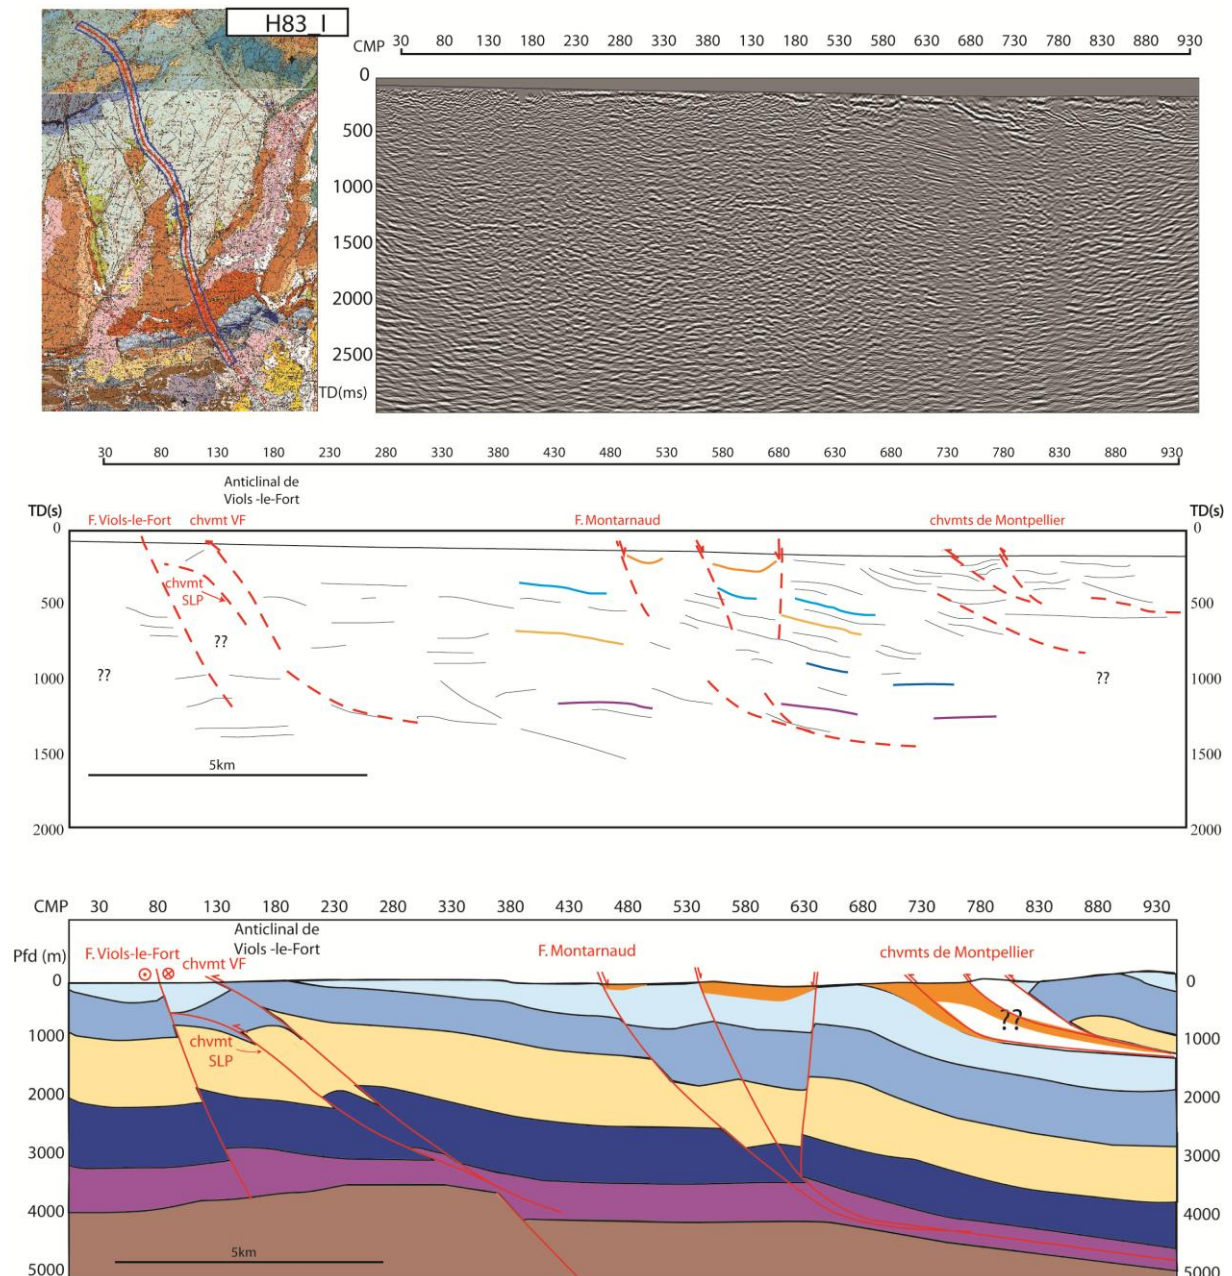 H83_I
CMP 30 80 130 180 230 280 330 380 430 180 530 580 630 680 730 780 830 880 930
0
500
1000
1500
2000
2500
TD(ms)
30 80 130 180 230 280 330 380 430 480 530 580 630 680 730 780 830 880 930
Anticlinal de
Viols -le-Fort
TD(s) F. Viols-le-Fort chvmt VF F. Montarnaud chvmts de Montpellier TD(s)
0 0
chvmt
SLP
500 500
??
?? ??
1000 1000
1500 1500
5km
2000 2000
CMP 30 80 130 180 230 280 330 380 430 480 530 580 630 680 730 780 830 880 930
Anticlinal de
Viols -le-Fort
Pfd (m) F. Viols-le-Fort chvmt VF F. Montarnaud chvmts de Montpellier
0 0
??
1000 1000
chvmt
SLP
2000 2000
3000 3000
4000 4000
5km
5000 5000